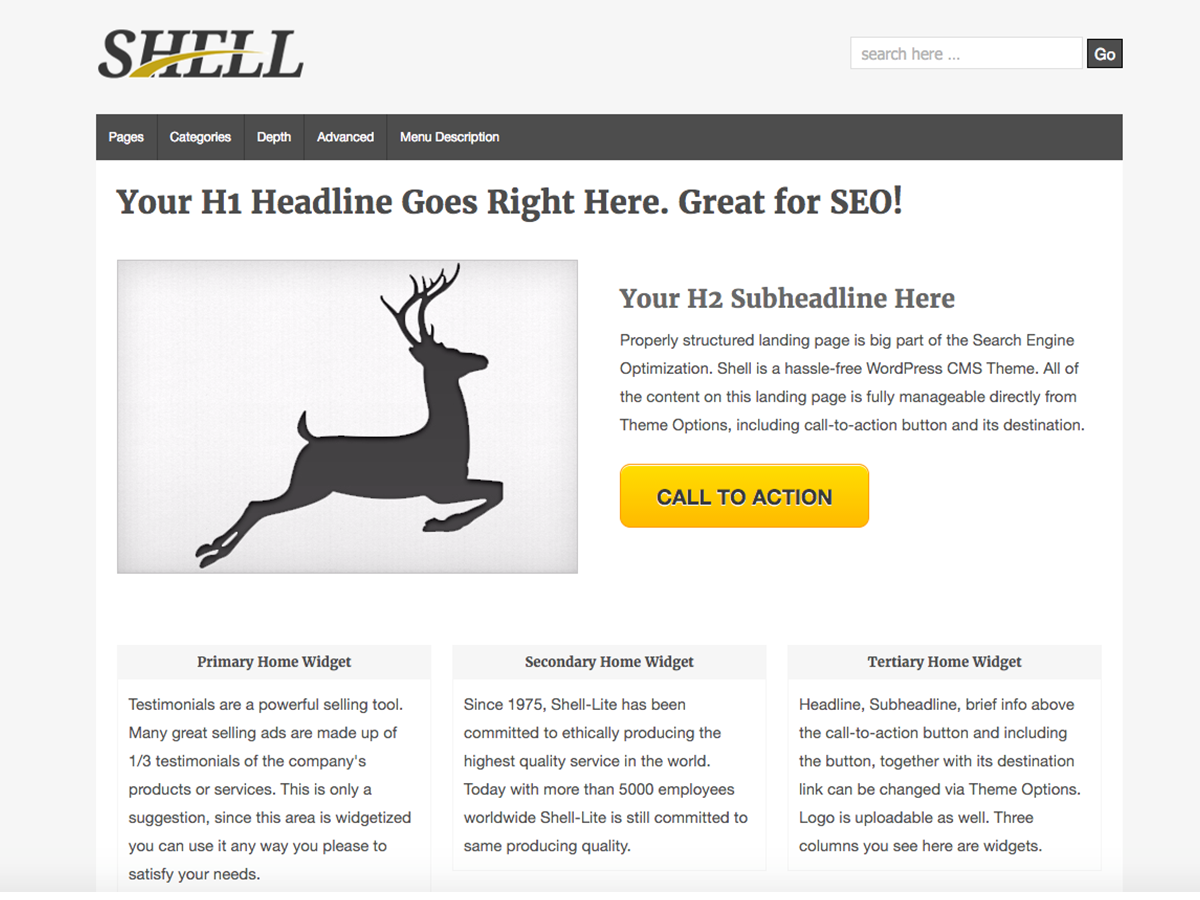 SHELL
search here ...
Go
Pages
Categories
Depth
Advanced
Menu Description
Your H1 Headline Goes Right Here. Great for SEO!
Your H2 Subheadline Here
Properly structured landing page is big part of the Search Engine
Optimization. Shell is a hassle-free WordPress CMS Theme. All of
the content on this landing page is fully manageable directly from
Theme Options, including call-to-action button and its destination.
CALL TO ACTION
Primary Home Widget
Testimonials are a powerful selling tool.
Many great selling ads are made up of
1/3 testimonials of the company's
products or services. This is only a
suggestion, since this area is widgetized
you can use it any way you please to
satisfy your needs.
Secondary Home Widget
Since 1975, Shell-Lite has been
committed to ethically producing the
highest quality service in the world.
Today with more than 5000 employees
worldwide Shell-Lite is still committed to
same producing quality.
Tertiary Home Widget
Headline, Subheadline, brief info above
the call-to-action button and including
the button, together with its destination
link can be changed via Theme Options.
Logo is uploadable as well. Three
columns you see here are widgets.